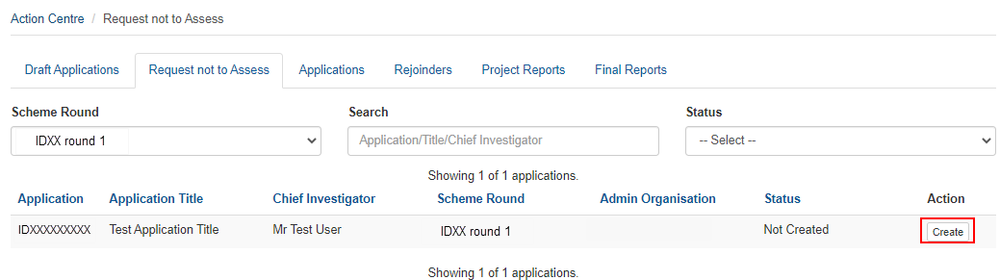 Action Centre / Request not to Assess
Draft Applications Request not to Assess Applications Rejoinders Project Reports Final Reports
Scheme Round Search Status
IDXX round 1 Application/Title/Chief Investigator -- Select --
Showing 1 of 1 applications.
Application Application Title Chief Investigator Scheme Round Admin Organisation Status Action
IDXXXXXXXXX Test Application Title Mr Test User IDXX round 1 Not Created Create
Showing 1 of 1 applications.